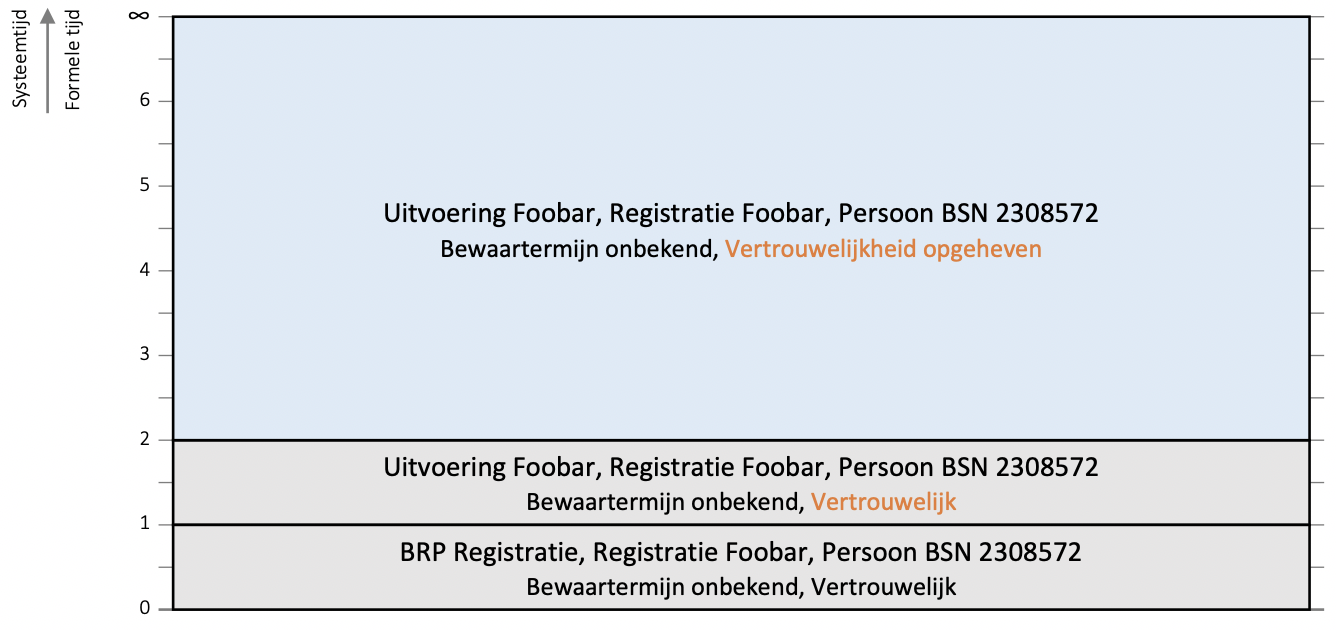 Systeemtijd
Formele tijd
∞
6
5
Uitvoering Foobar, Registratie Foobar, Persoon BSN 2308572
Bewaartermijn onbekend, Vertrouwelijkheid opgeheven
4
3
2
Uitvoering Foobar, Registratie Foobar, Persoon BSN 2308572
Bewaartermijn onbekend, Vertrouwelijk
1
BRP Registratie, Registratie Foobar, Persoon BSN 2308572
Bewaartermijn onbekend, Vertrouwelijk
0